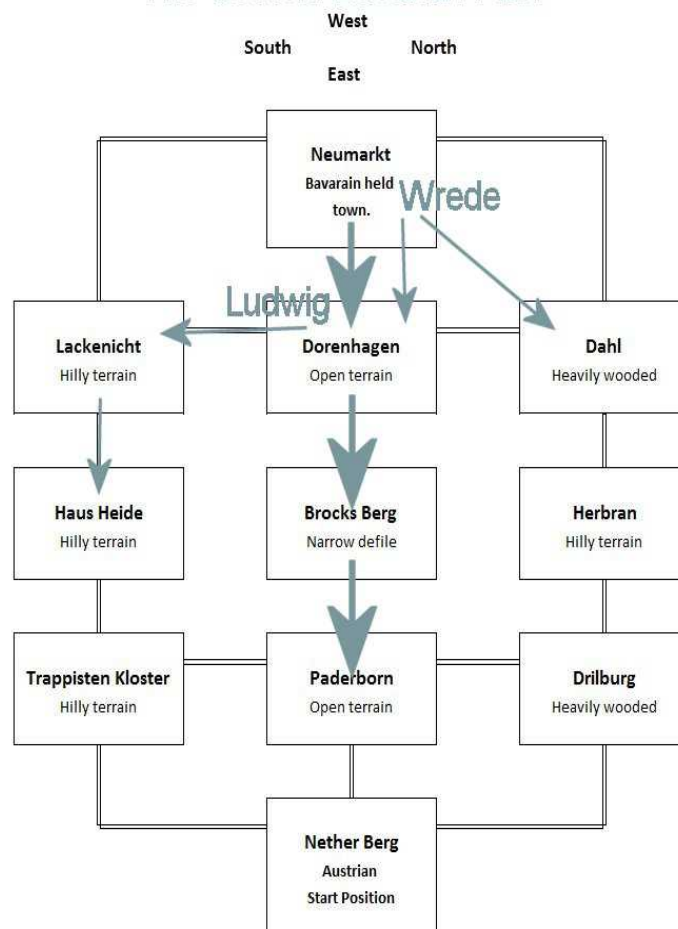 West
South North
East
Neumarkt
Bavarain held
town.
Wrede
Ludwig
Lackenicht
Hilly terrain
Dorenhagen
Open terrain
Dahl
Heavily wooded
Haus Heide
Hilly terrain
Brocks Berg
Narrow defile
Herbran
Hilly terrain
Trappisten Kloster
Hilly terrain
Paderborn
Open terrain
Drilburg
Heavily wooded
Nether Berg
Austrian
Start Position